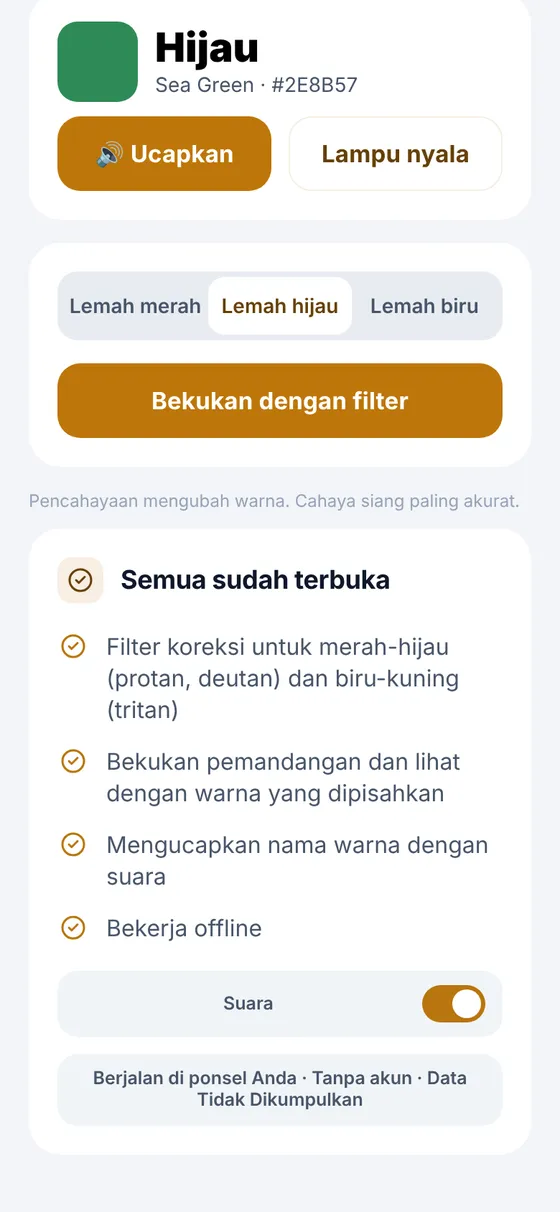 Hijau
Sea Green · #2E8B57
🔊 Ucapkan
Lampu nyala
Lemah merah
Lemah hijau
Lemah biru
Bekukan dengan filter
Pencahayaan mengubah warna. Cahaya siang paling akurat.
Semua sudah terbuka
Filter koreksi untuk merah-hijau
(protan, deutan) dan biru-kuning
(tritan)
Bekukan pemandangan dan lihat
dengan warna yang dipisahkan
Mengucapkan nama warna dengan
suara
Bekerja offline
Suara
Berjalan di ponsel Anda · Tanpa akun · Data
Tidak Dikumpulkan